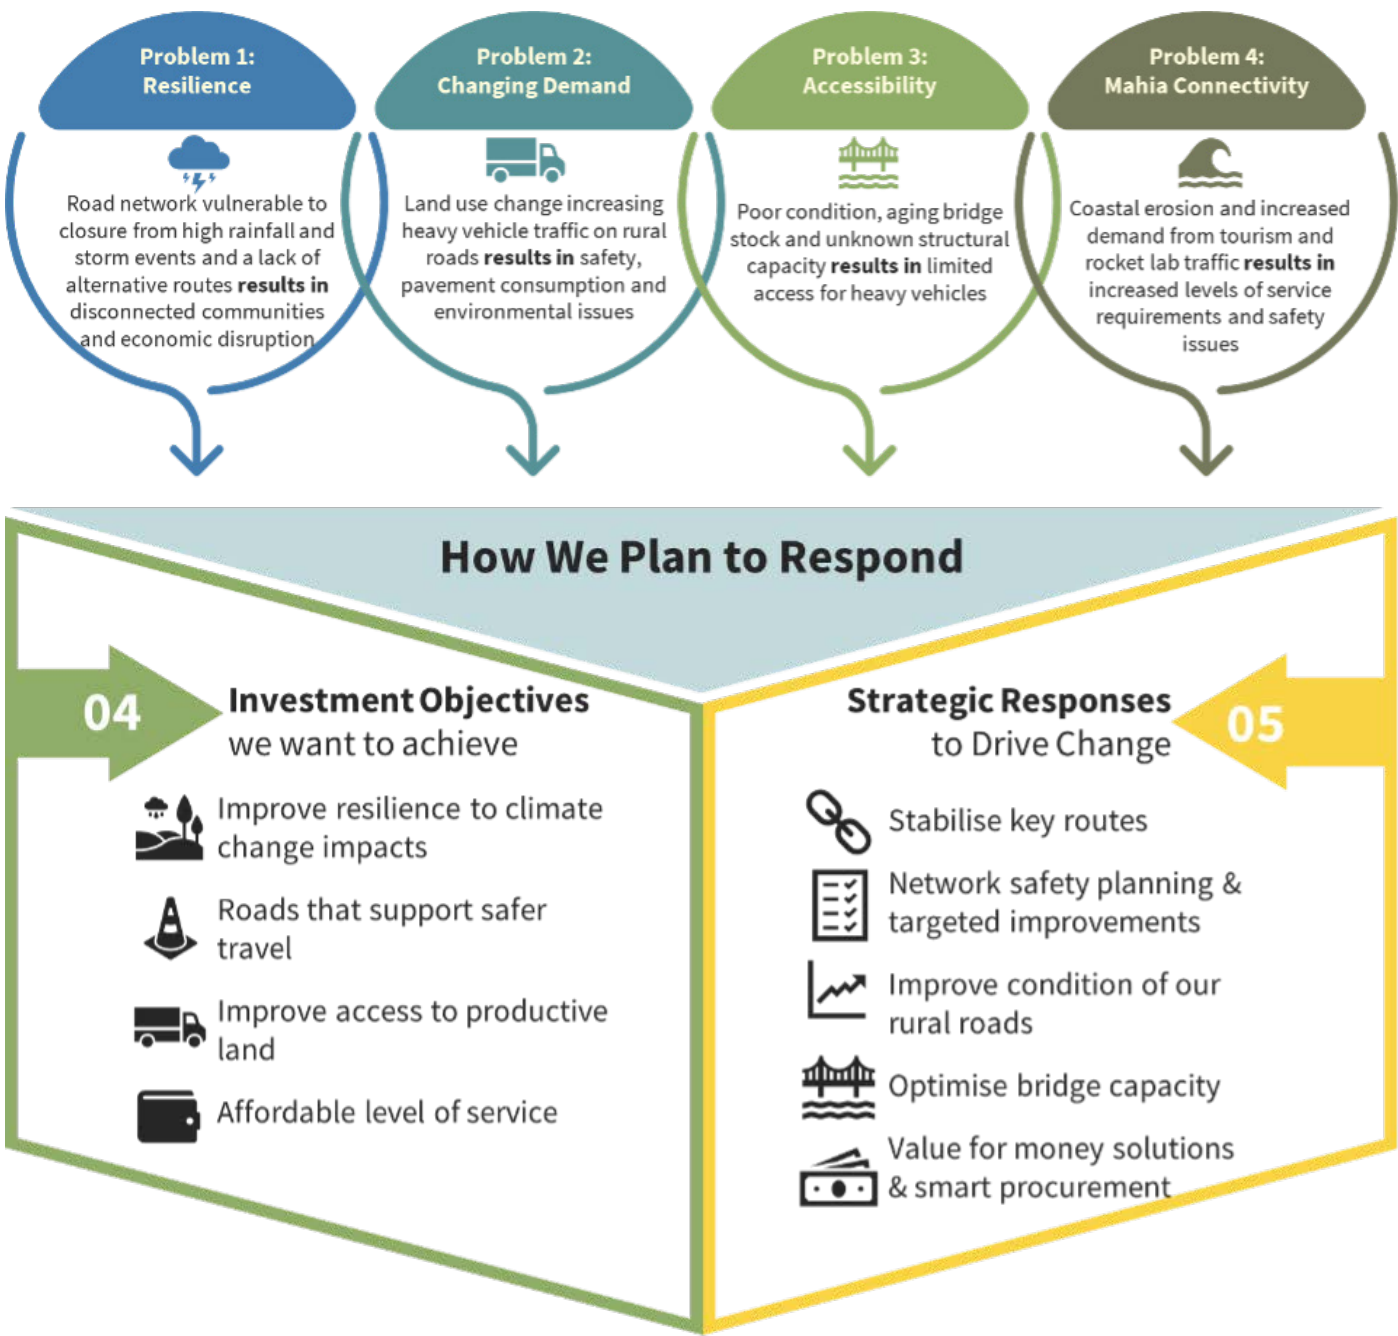 Problem 1:
Resilience
Road network vulnerable to
closure from high rainfall and
storm events and a lack of
alternative routes results in
disconnected communities
and economic disruption
Problem 2:
Changing Demand
Land use change increasing
heavy vehicle traffic on rural
roads results in safety,
pavement consumption and
environmental issues
Problem 3:
Accessibility
Poor condition, aging bridge
stock and unknown structural
capacity results in limited
access for heavy vehicles
Problem 4:
Mahia Connectivity
Coastal erosion and increased
demand from tourism and
rocket lab traffic results in
increased levels of service
requirements and safety
issues
How We Plan to Respond
04
Investment Objectives
we want to achieve
Improve resilience to climate
change impacts
Roads that support safer
travel
Improve access to productive
land
Affordable level of service
Strategic Responses
to Drive Change
05
Stabilise key routes
Network safety planning &
targeted improvements
Improve condition of our
rural roads
Optimise bridge capacity
Value for money solutions
& smart procurement